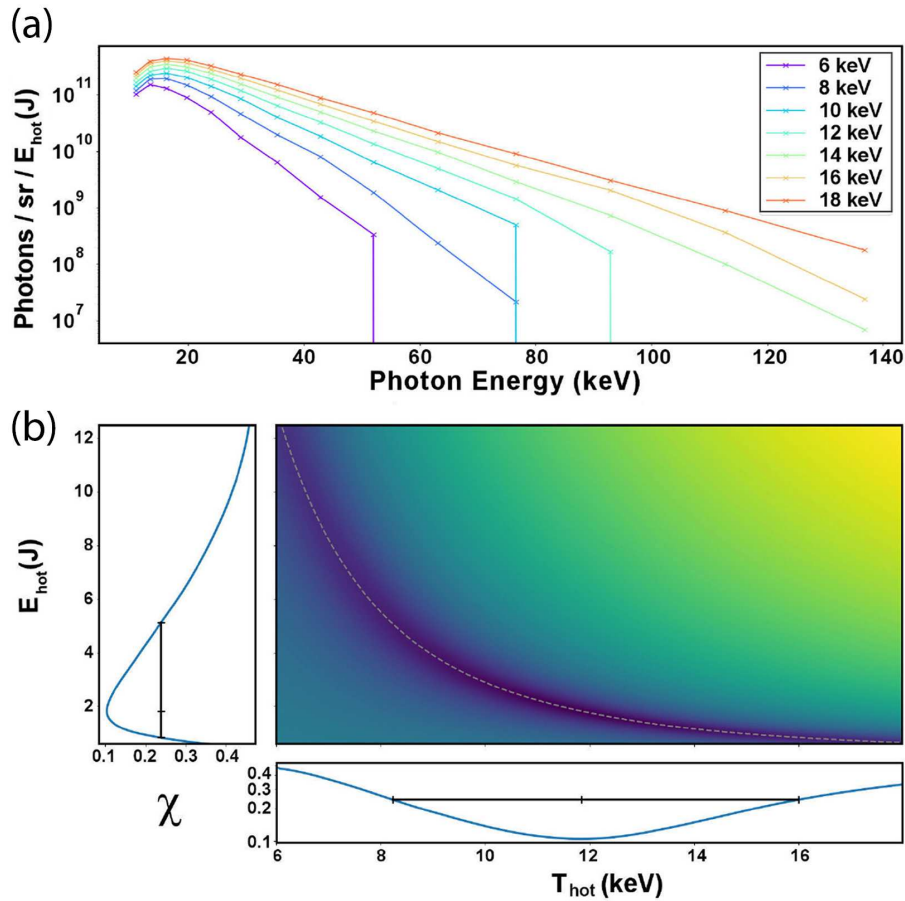 (a)
Photons / sr / E_hot (J)
10^11
10^10
10^9
10^8
10^7
6 keV
8 keV
10 keV
12 keV
14 keV
16 keV
18 keV
20
40
60
80
100
120
140
Photon Energy (keV)
(b)
E_hot (J)
12
10
8
6
4
2
0.1
0.2
0.3
0.4
χ
0.4
0.3
0.2
0.1
6
8
10
12
14
16
T_hot (keV)